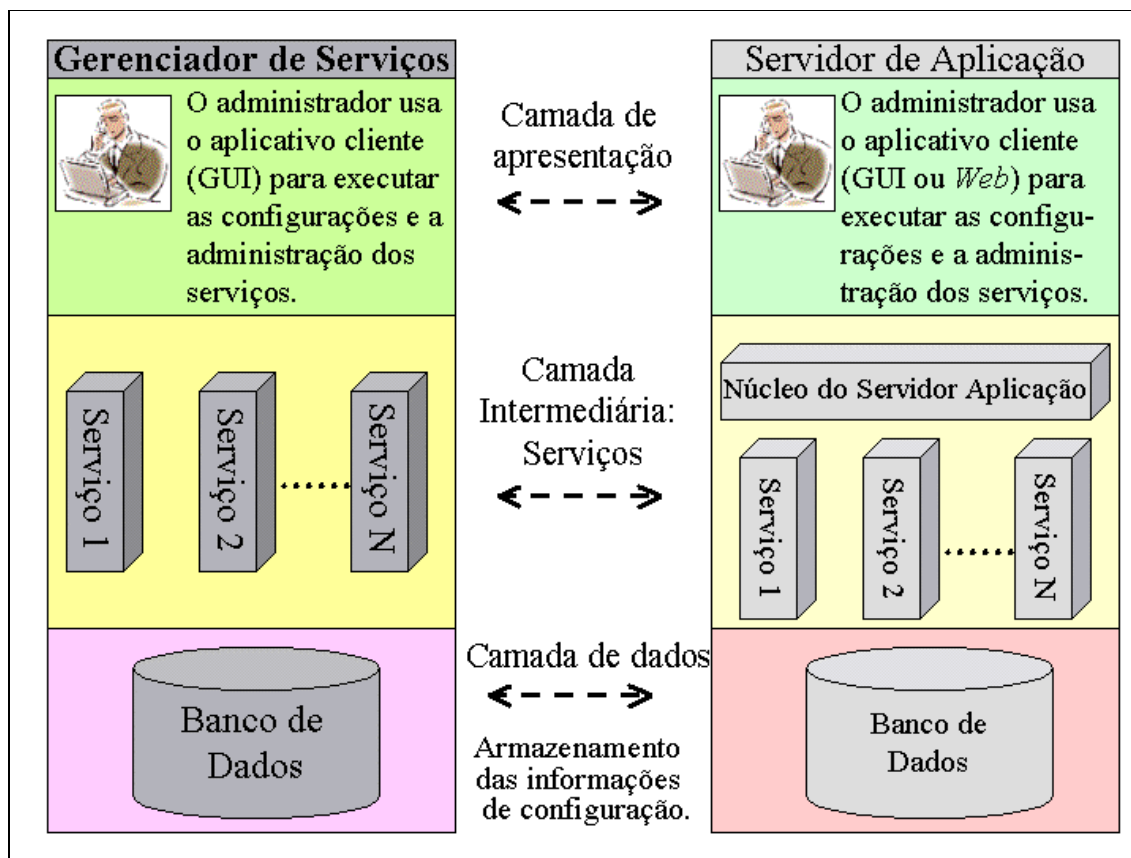 Gerenciador de Serviços
O administrador usa
o aplicativo cliente
(GUI) para executar
as configurações e a
administração dos
serviços.
Serviço 1
Serviço 2
Serviço N
Banco de
Dados
Camada de
apresentação
Camada
Intermediária:
Serviços
Camada de dados
Armazenamento
das informações
de configuração.
Servidor de Aplicação
O administrador usa
o aplicativo cliente
(GUI ou Web) para
executar as configu-
rações e a adminis-
tração dos serviços.
Núcleo do Servidor Aplicação
Serviço 1
Serviço 2
Serviço N
Banco de
Dados